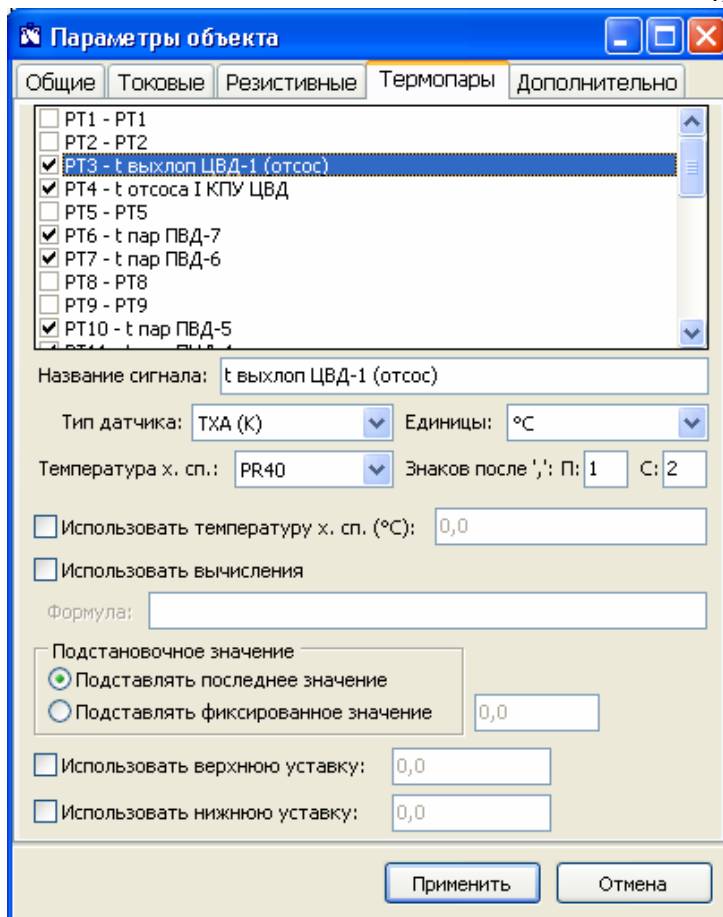 Параметры объекта
Общие Токовые Резистивные Термопары Дополнительно
PT1 - PT1
PT2 - PT2
PT3 - t выхлоп ЦВД-1 (отсос)
PT4 - t отсоса I КПУ ЦВД
PT5 - PT5
PT6 - t пар ПВД-7
PT7 - t пар ПВД-6
PT8 - PT8
PT9 - PT9
PT10 - t пар ПВД-5
Название сигнала: t выхлоп ЦВД-1 (отсос)
Тип датчика: ТХА (K) Единицы: °C
Температура х. сп.: PR40 Знаков после ',': П: 1 С: 2
Использовать температуру х. сп. (°C): 0,0
Использовать вычисления
Формула:
Подстановочное значение
Подставлять последнее значение
Подставлять фиксированное значение 0,0
Использовать верхнюю уставку: 0,0
Использовать нижнюю уставку: 0,0
Применить Отмена